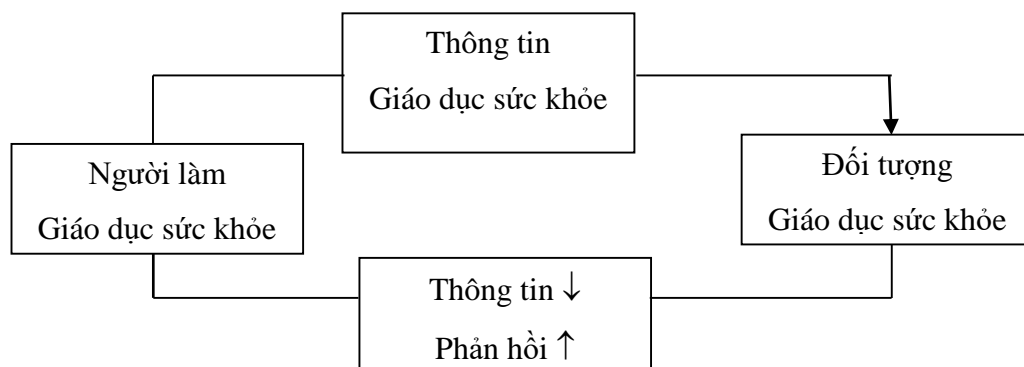 Thông tin
Giáo dục sức khỏe
Người làm
Giáo dục sức khỏe
Đối tượng
Giáo dục sức khỏe
Thông tin ↓
Phản hồi ↑